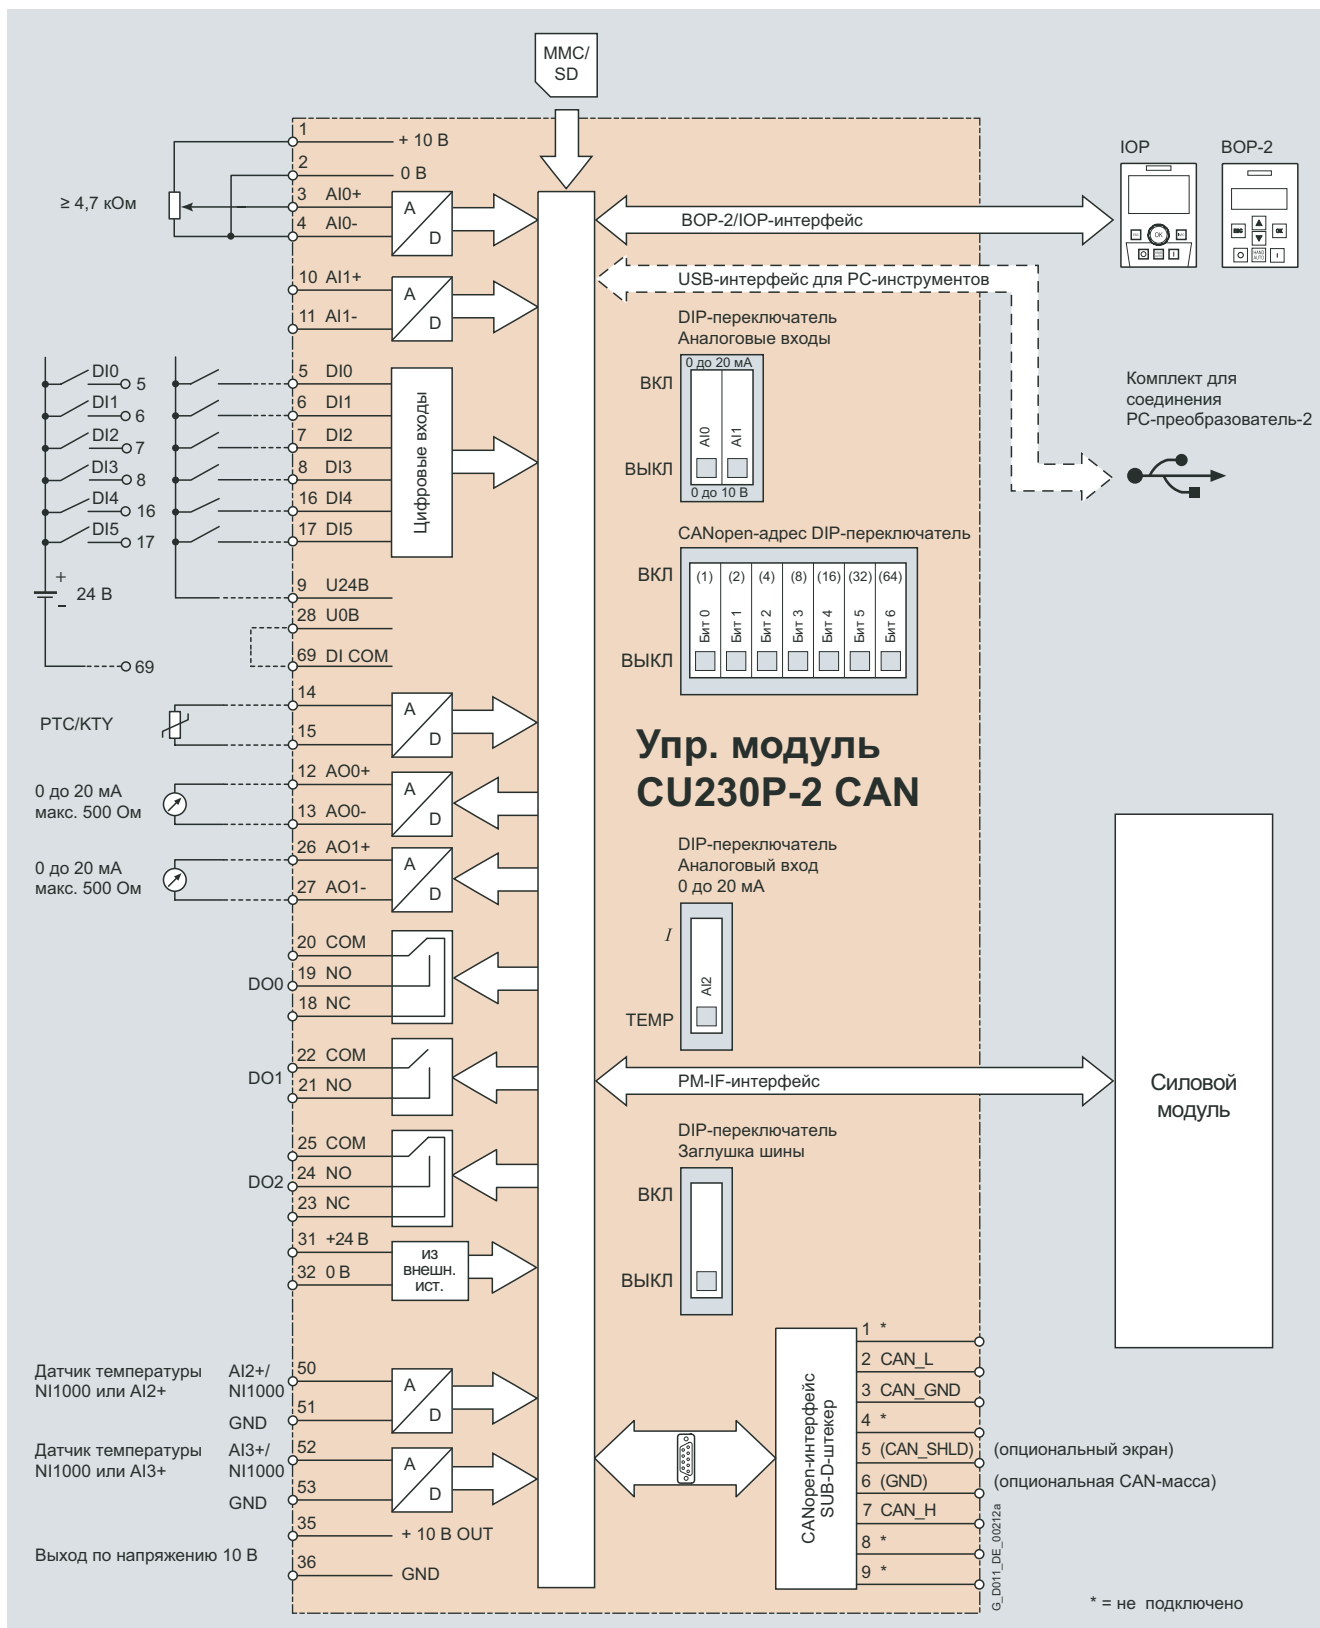 MMC/
SD
1
+ 10 В
2
0 В
≥ 4,7 кОм
3 AI0+
4 AI0-
A
D
10 AI1+
11 AI1-
A
D
IOP
BOP-2
OK
ESC
OK
HAND
AUTO
BOP-2/IOP-интерфейс
USB-интерфейс для PC-инструментов
DIP-переключатель
Аналоговые входы
0 до 20 мА
ВКЛ
AI0
AI1
ВЫКЛ
0 до 10 В
Комплект для
соединения
PC-преобразователь-2
DI0
5
DI1
6
DI2
7
DI3
8
DI4
16
DI5
17
+
-
24 В
69
5 DI0
6 DI1
7 DI2
8 DI3
16 DI4
17 DI5
Цифровые входы
9 U24В
28 U0В
69 DI COM
CANopen-адрес DIP-переключатель
ВКЛ
(1) (2) (4) (8) (16) (32) (64)
Бит 0
Бит 1
Бит 2
Бит 3
Бит 4
Бит 5
Бит 6
ВЫКЛ
PTC/KTY
14
15
A
D
Упр. модуль
CU230P-2 CAN
0 до 20 мА
макс. 500 Ом
12 AO0+
13 AO0-
A
D
0 до 20 мА
макс. 500 Ом
26 AO1+
27 AO1-
A
D
DIP-переключатель
Аналоговый вход
0 до 20 мА
I
AI2
TEMP
DO0
20 COM
19 NO
18 NC
DO1
22 COM
21 NO
PM-IF-интерфейс
Силовой
модуль
DO2
25 COM
24 NO
23 NC
DIP-переключатель
Заглушка шины
ВКЛ
ВЫКЛ
31 +24 В
32 0 В
из
внешн.
ист.
Датчик температуры
NI1000 или AI2+
AI2+/
NI1000
GND
50
51
A
D
Датчик температуры
NI1000 или AI3+
AI3+/
NI1000
GND
52
53
A
D
35
+ 10 В OUT
Выход по напряжению 10 В
36
GND
CANopen-интерфейс
SUB-D-штекер
1 *
2 CAN_L
3 CAN_GND
4 *
5 (CAN_SHLD)
(опциональный экран)
6 (GND)
(опциональная CAN-масса)
7 CAN_H
8 *
9 *
G_D011_DE_00212a
* = не подключено